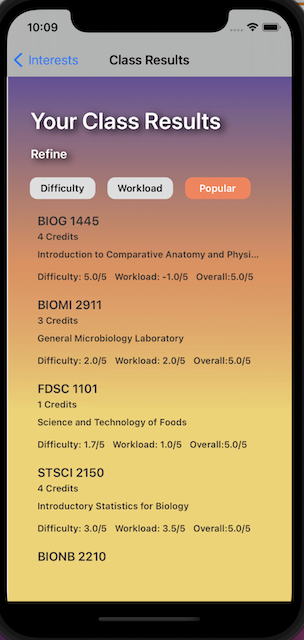 10:09
Interests
Class Results
Your Class Results
Refine
Difficulty Workload Popular
BIOG 1445
4 Credits
Introduction to Comparative Anatomy and Physi...
Difficulty: 5.0/5 Workload: -1.0/5 Overall:5.0/5
BIOMI 2911
3 Credits
General Microbiology Laboratory
Difficulty: 2.0/5 Workload: 2.0/5 Overall:5.0/5
FDSC 1101
1 Credits
Science and Technology of Foods
Difficulty: 1.7/5 Workload: 1.0/5 Overall:5.0/5
STSCI 2150
4 Credits
Introductory Statistics for Biology
Difficulty: 3.0/5 Workload: 3.5/5 Overall:5.0/5
BIONB 2210